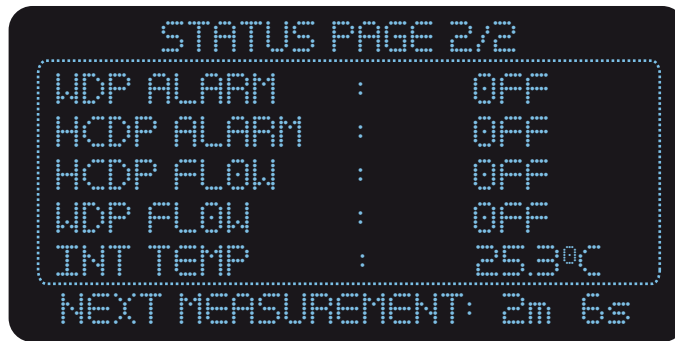 STATUS PAGE 2/2
WDP ALARM : OFF
HCDP ALARM : OFF
HCDP FLOW : OFF
WDP FLOW : OFF
INT TEMP : 25.3°C
NEXT MEASUREMENT: 2m 6s